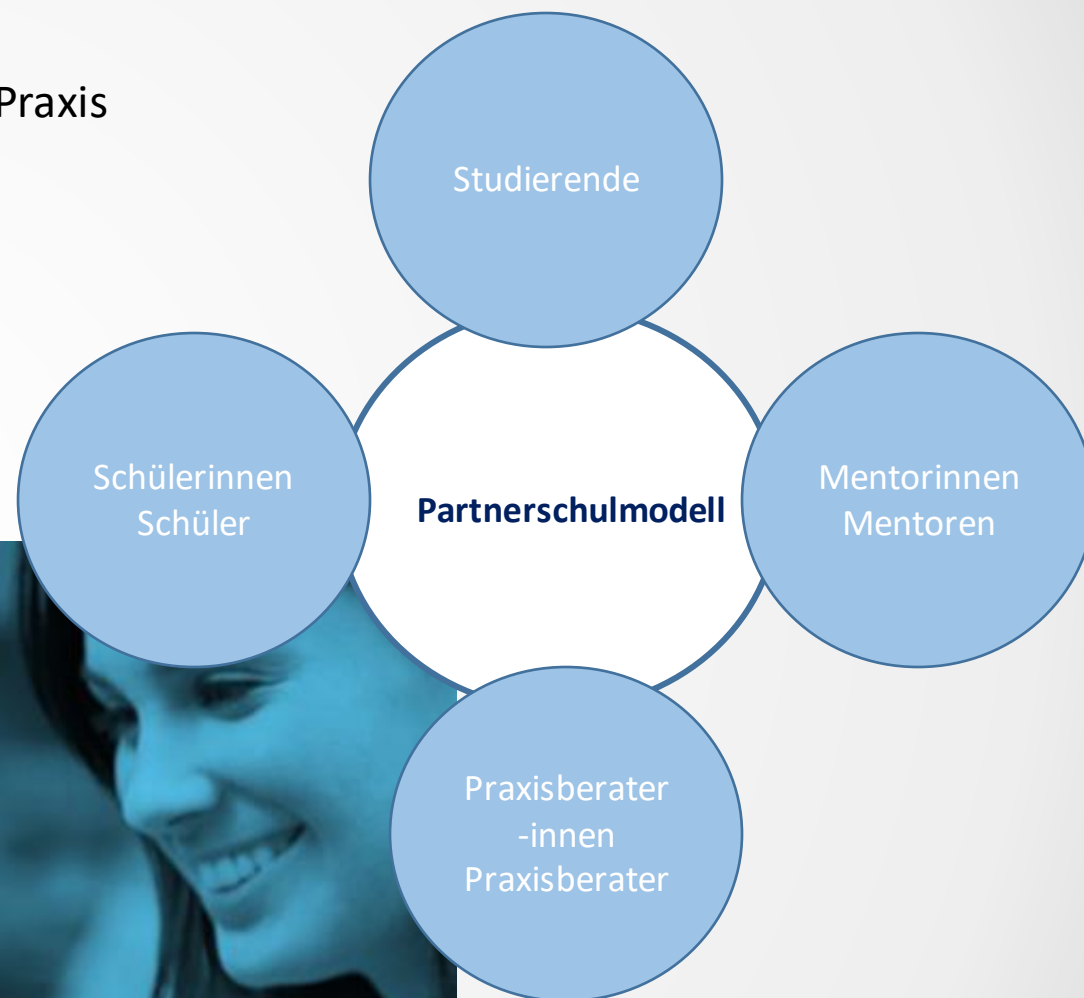 Praxis
Studierende
Schülerinnen
Schüler
Partnerschulmodell
Mentorinnen
Mentoren
Praxisberater
-innen
Praxisberater